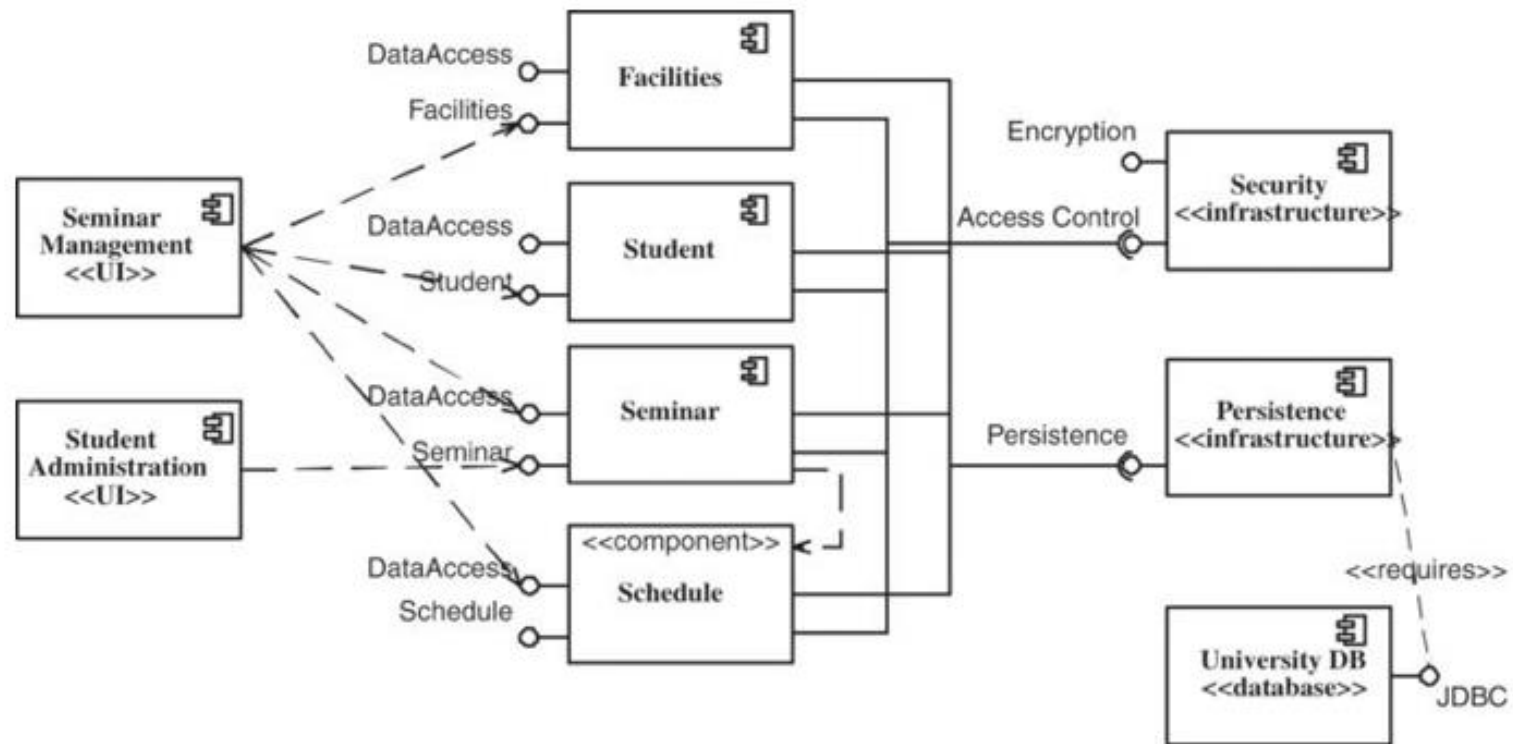 DataAccess
Facilities
Facilities
Seminar
Management
<<UI>>
DataAccess
Student
Student
Encryption
Access Control
Security
<<infrastructure>>
Student
Administration
<<UI>>
DataAccess
Seminar
Seminar
Persistence
Persistence
<<infrastructure>>
<<component>>
Schedule
DataAccess
Schedule
<<requires>>
University DB
<<database>>
JDBC